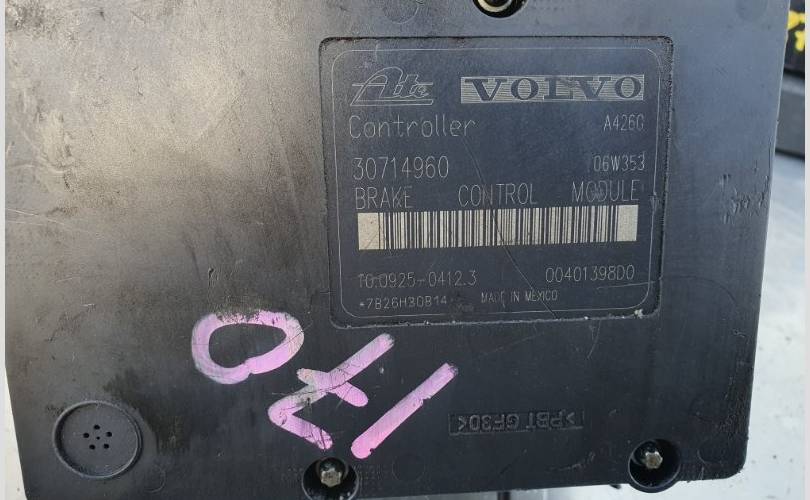 Ate VOLVO
Controller A426G
30714960 06W353
BRAKE CONTROL MODULE
10.0925-0412.3 00401398D0
*7B26H30B14* MADE IN MEXICO
170
>PBT GF30<